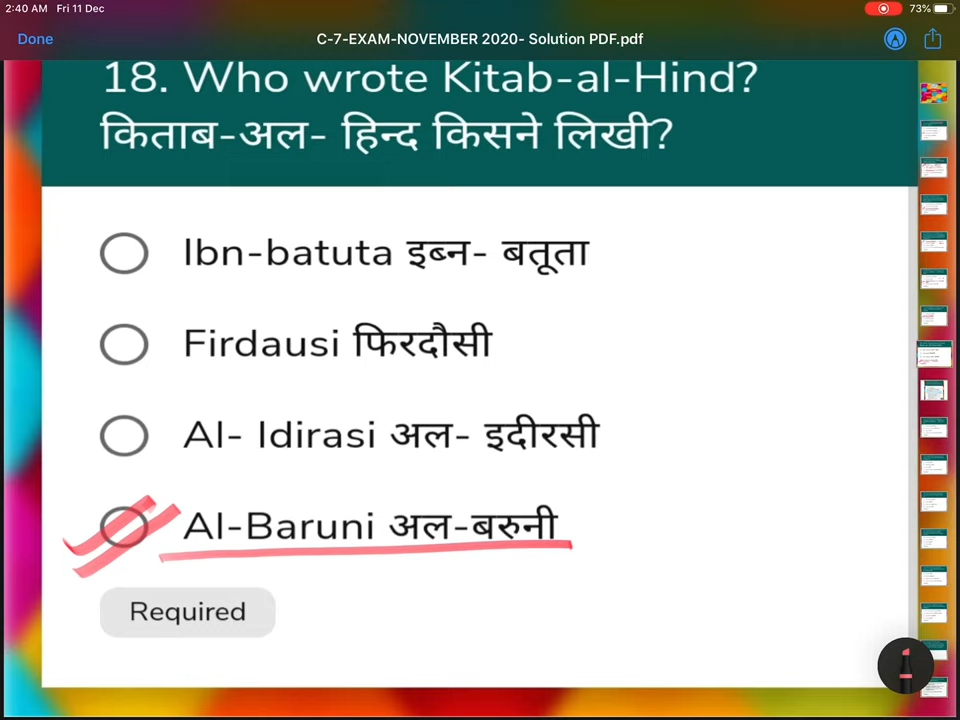 2:40 AM Fri 11 Dec
73%
Done
C-7-EXAM-NOVEMBER 2020- Solution PDF.pdf
18. Who wrote Kitab-al-Hind?
किताब-अल- हिन्द किसने लिखी?
Ibn-batuta इब्न- बतूता
Firdausi फिरदौसी
Al- Idirasi अल- इदीरसी
Al-Baruni अल-बरुनी
Required